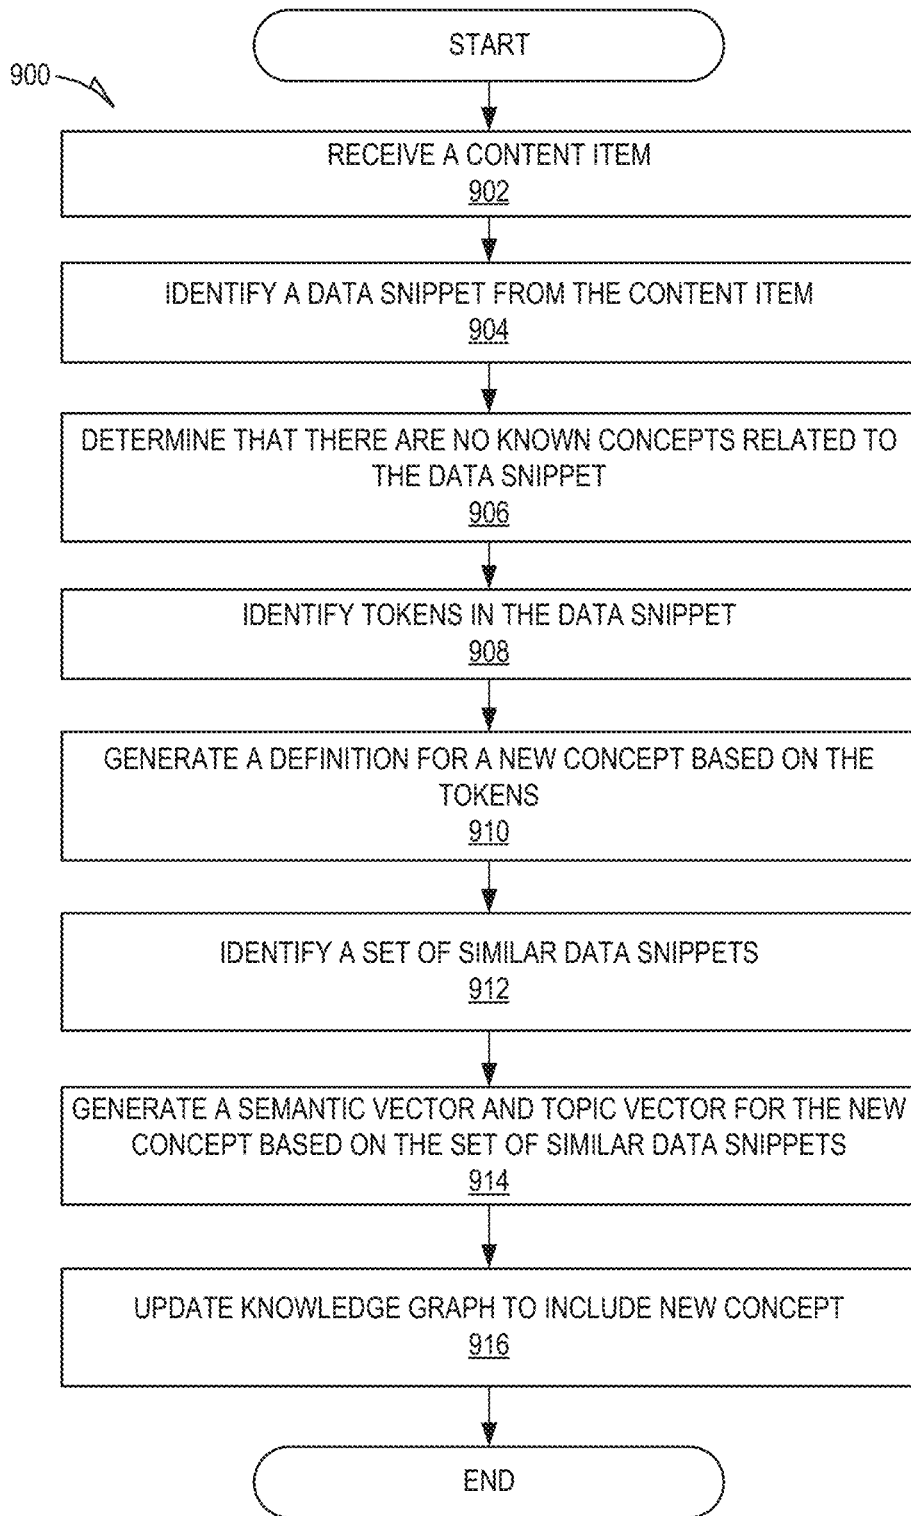 START
900
RECEIVE A CONTENT ITEM
902
IDENTIFY A DATA SNIPPET FROM THE CONTENT ITEM
904
DETERMINE THAT THERE ARE NO KNOWN CONCEPTS RELATED TO
THE DATA SNIPPET
906
IDENTIFY TOKENS IN THE DATA SNIPPET
908
GENERATE A DEFINITION FOR A NEW CONCEPT BASED ON THE
TOKENS
910
IDENTIFY A SET OF SIMILAR DATA SNIPPETS
912
GENERATE A SEMANTIC VECTOR AND TOPIC VECTOR FOR THE NEW
CONCEPT BASED ON THE SET OF SIMILAR DATA SNIPPETS
914
UPDATE KNOWLEDGE GRAPH TO INCLUDE NEW CONCEPT
916
END